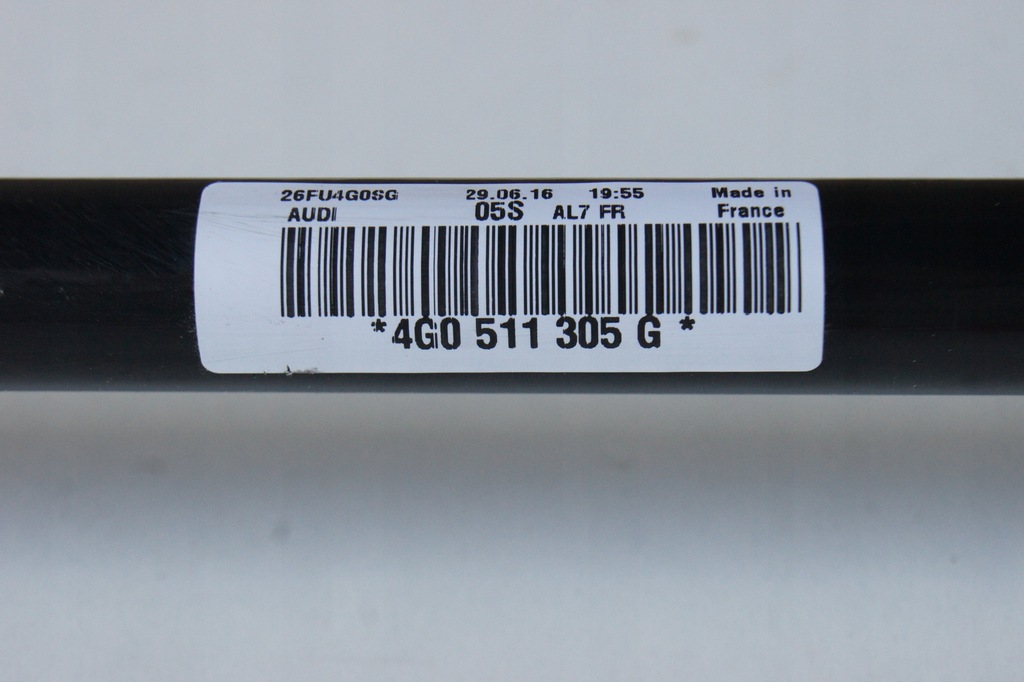 26FU4G0SG 29.06.16 19:55 Made in
AUDI 05S AL7 FR France
*4G0 511 305 G *